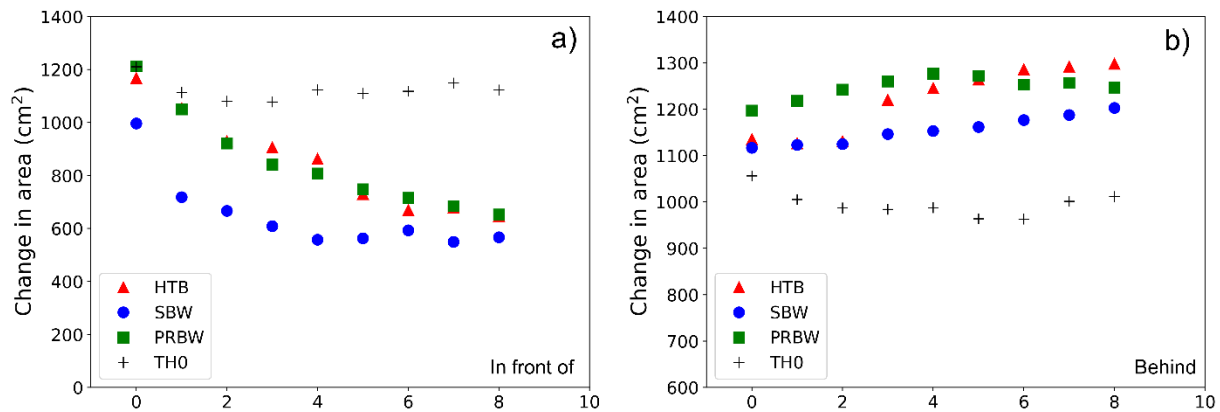 a)
1400
1200
1000
800
600
400
200
0
Change in area (cm²)
HTB
SBW
PRBW
TH0
In front of
0 2 4 6 8 10
b)
1400
1300
1200
1100
1000
900
800
700
600
Change in area (cm²)
HTB
SBW
PRBW
TH0
Behind
0 2 4 6 8 10